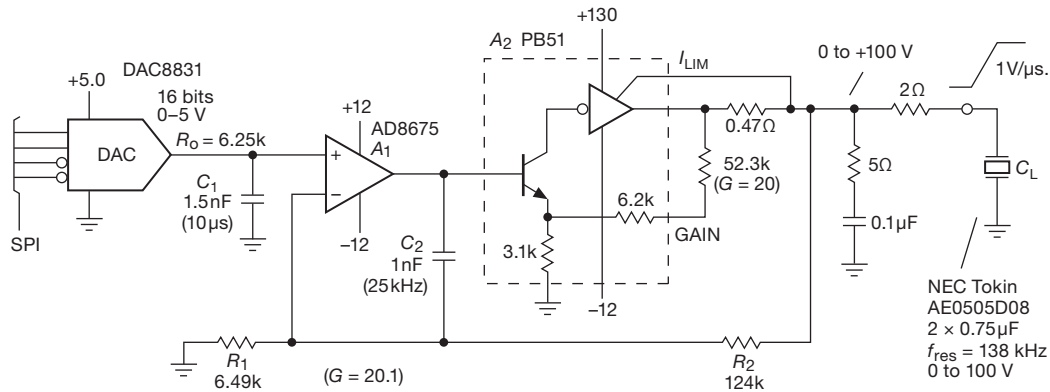 +130
A2 PB51
ILIM
0 to +100 V
1V/µs.
DAC8831
+5.0
16 bits
0–5 V
+12
AD8675
A1
2Ω
DAC
Ro = 6.25k
+
−
0.47Ω
52.3k
(G = 20)
5Ω
CL
C1
1.5nF
(10µs)
6.2k
GAIN
0.1µF
SPI
−12
C2
1nF
(25kHz)
3.1k
−12
NEC Tokin
AE0505D08
2 × 0.75µF
fres = 138 kHz
0 to 100 V
R1
6.49k
(G = 20.1)
R2
124k